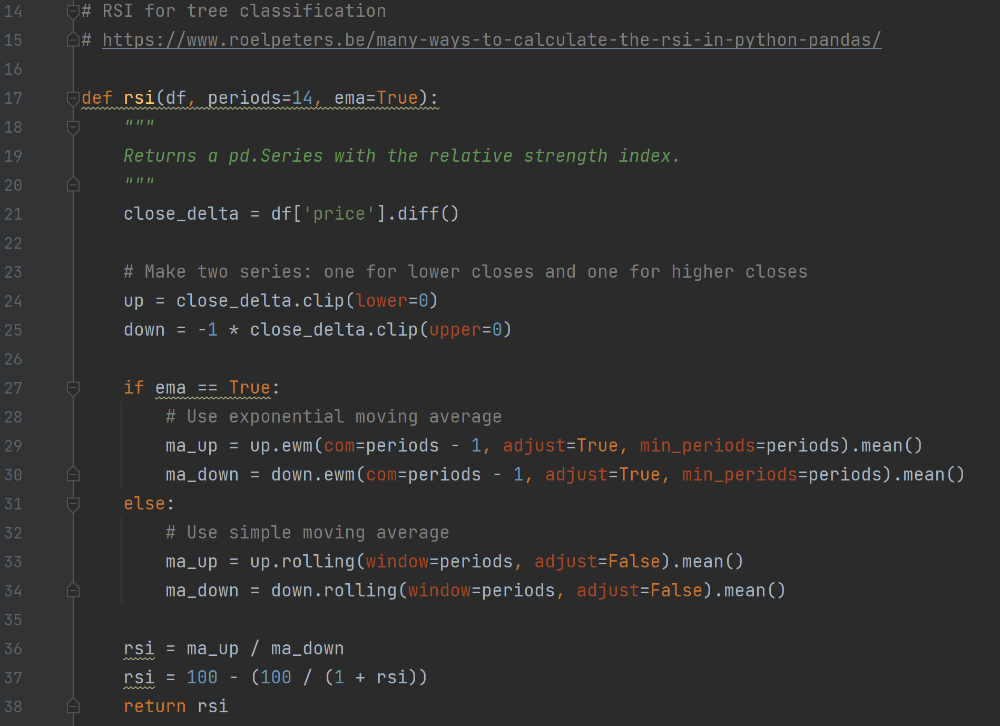 14 # RSI for tree classification
15 # https://www.roelpeters.be/many-ways-to-calculate-the-rsi-in-python-pandas/
16
17 def rsi(df, periods=14, ema=True):
18     """
19     Returns a pd.Series with the relative strength index.
20     """
21     close_delta = df['price'].diff()
22
23     # Make two series: one for lower closes and one for higher closes
24     up = close_delta.clip(lower=0)
25     down = -1 * close_delta.clip(upper=0)
26
27     if ema == True:
28         # Use exponential moving average
29         ma_up = up.ewm(com=periods - 1, adjust=True, min_periods=periods).mean()
30         ma_down = down.ewm(com=periods - 1, adjust=True, min_periods=periods).mean()
31     else:
32         # Use simple moving average
33         ma_up = up.rolling(window=periods, adjust=False).mean()
34         ma_down = down.rolling(window=periods, adjust=False).mean()
35
36     rsi = ma_up / ma_down
37     rsi = 100 - (100 / (1 + rsi))
38     return rsi